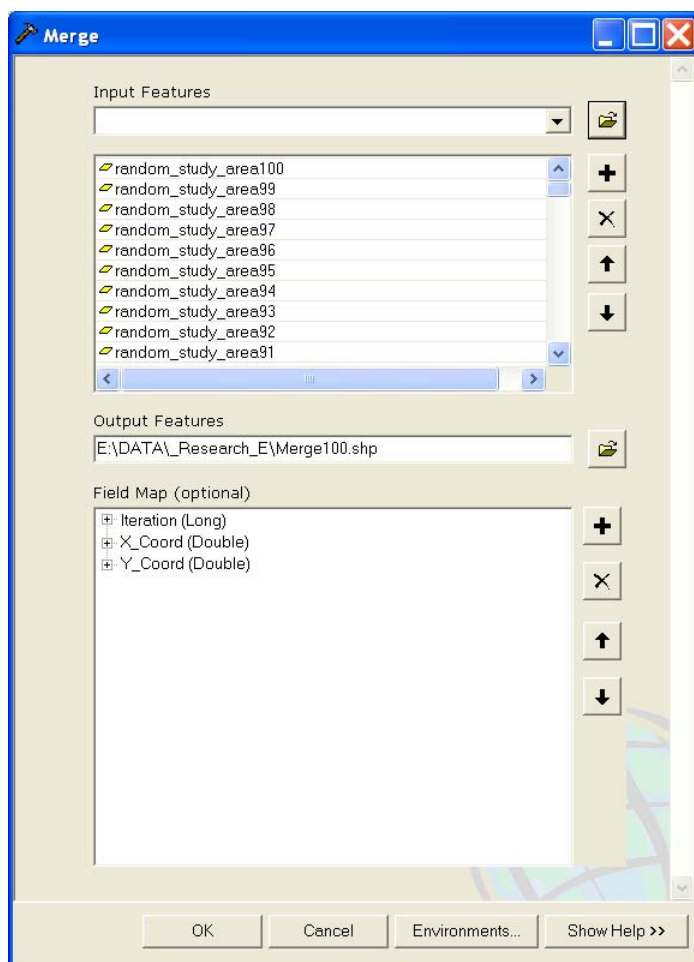 Merge
Input Features
random_study_area100
random_study_area99
random_study_area98
random_study_area97
random_study_area96
random_study_area95
random_study_area94
random_study_area93
random_study_area92
random_study_area91
Output Features
E:\DATA\_Research_E\Merge100.shp
Field Map (optional)
Iteration (Long)
X_Coord (Double)
Y_Coord (Double)
OK Cancel Environments... Show Help >>